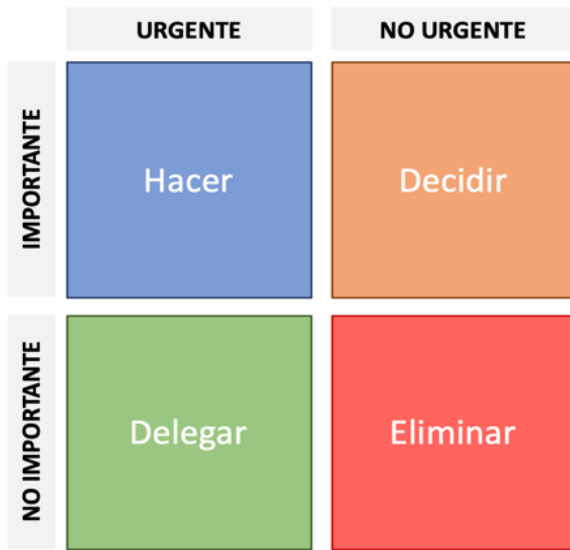 URGENTE
NO URGENTE
IMPORTANTE
Hacer
Decidir
NO IMPORTANTE
Delegar
Eliminar